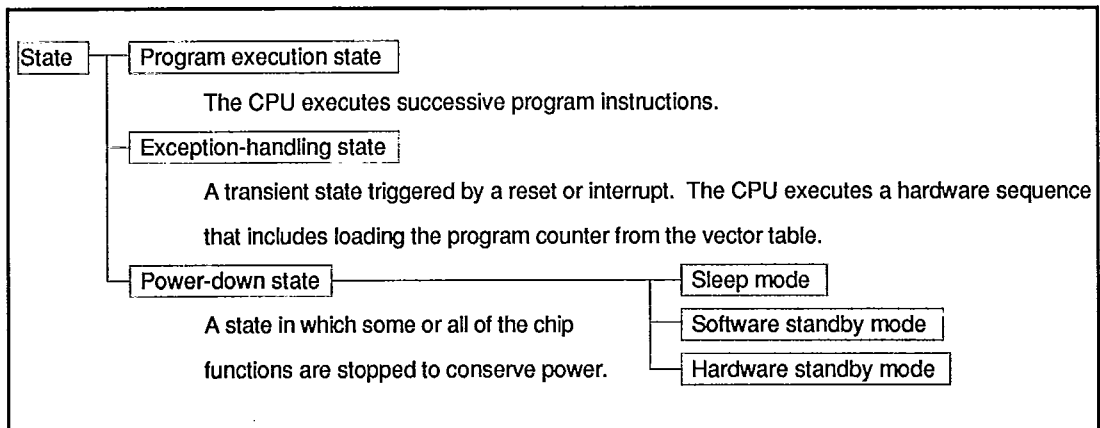 State
Program execution state
The CPU executes successive program instructions.
Exception-handling state
A transient state triggered by a reset or interrupt. The CPU executes a hardware sequence
that includes loading the program counter from the vector table.
Power-down state
Sleep mode
A state in which some or all of the chip
Software standby mode
functions are stopped to conserve power.
Hardware standby mode